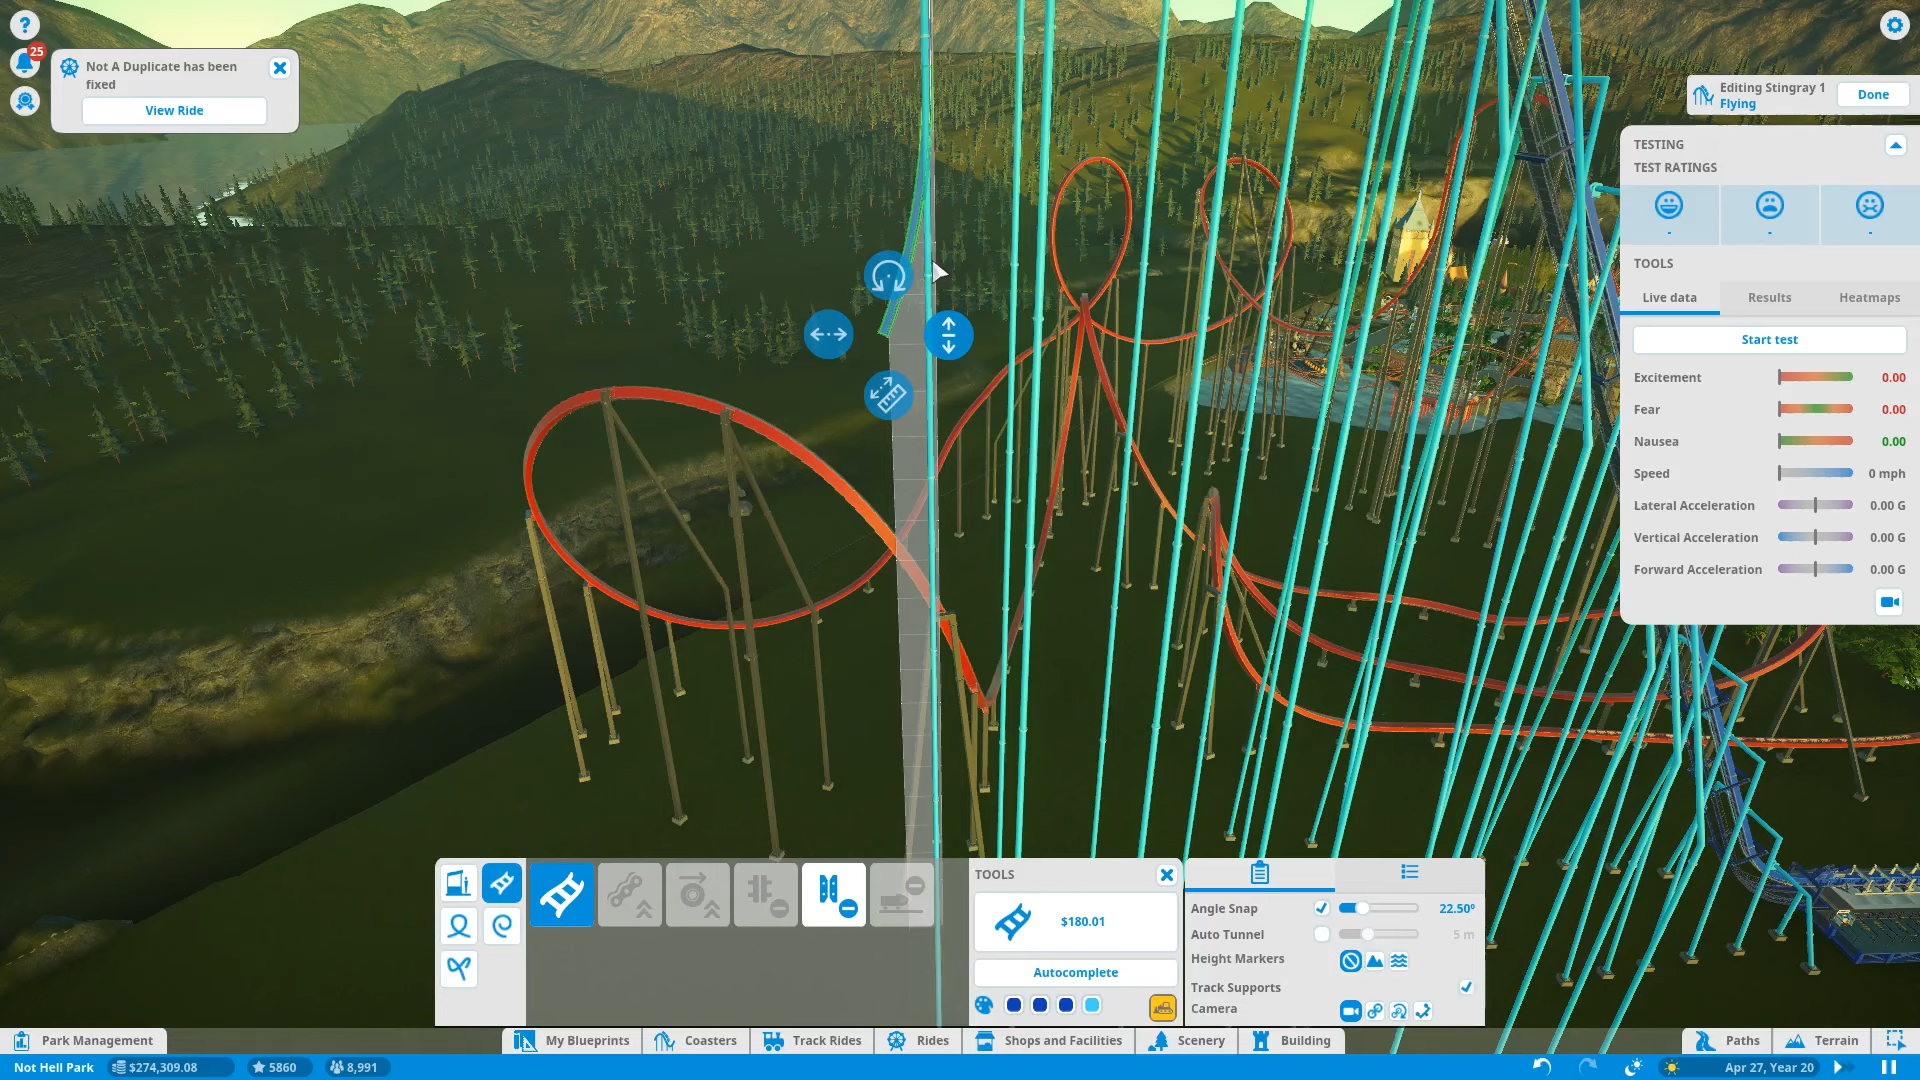 ?
25
Not A Duplicate has been
fixed
View Ride
Editing Stingray 1
Flying
Done
TESTING
TEST RATINGS
-
-
-
TOOLS
Live data
Results
Heatmaps
Start test
Excitement 0.00
Fear 0.00
Nausea 0.00
Speed 0 mph
Lateral Acceleration 0.00 G
Vertical Acceleration 0.00 G
Forward Acceleration 0.00 G
TOOLS
$180.01
Autocomplete
Angle Snap 22.50°
Auto Tunnel 5 m
Height Markers
Track Supports
Camera
Park Management
My Blueprints
Coasters
Track Rides
Rides
Shops and Facilities
Scenery
Building
Paths
Terrain
Not Hell Park
$274,309.08
5860
8,991
Apr 27, Year 20